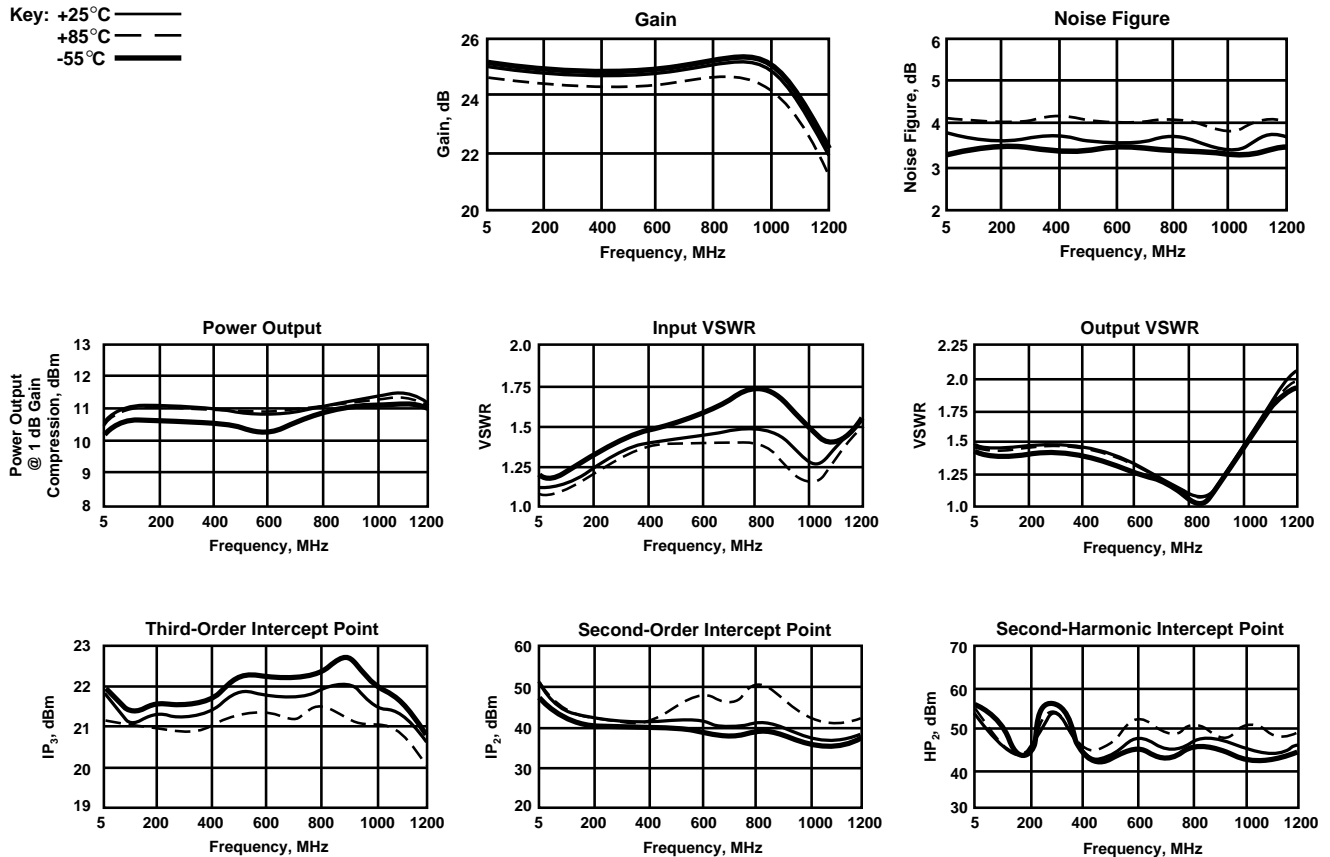 Key: +25°C
+85°C
-55°C
Gain
Gain, dB
26
24
22
20
5 200 400 600 800 1000 1200
Frequency, MHz
Noise Figure
Noise Figure, dB
6
5
4
3
2
5 200 400 600 800 1000 1200
Frequency, MHz
Power Output
Power Output
@ 1 dB Gain
Compression, dBm
13
12
11
10
9
8
5 200 400 600 800 1000 1200
Frequency, MHz
Input VSWR
VSWR
2.0
1.75
1.5
1.25
1.0
5 200 400 600 800 1000 1200
Frequency, MHz
Output VSWR
VSWR
2.25
2.0
1.75
1.5
1.25
1.0
5 200 400 600 800 1000 1200
Frequency, MHz
Third-Order Intercept Point
IP3, dBm
23
22
21
20
19
5 200 400 600 800 1000 1200
Frequency, MHz
Second-Order Intercept Point
IP2, dBm
60
50
40
30
20
5 200 400 600 800 1000 1200
Frequency, MHz
Second-Harmonic Intercept Point
HP2, dBm
70
60
50
40
30
5 200 400 600 800 1000 1200
Frequency, MHz